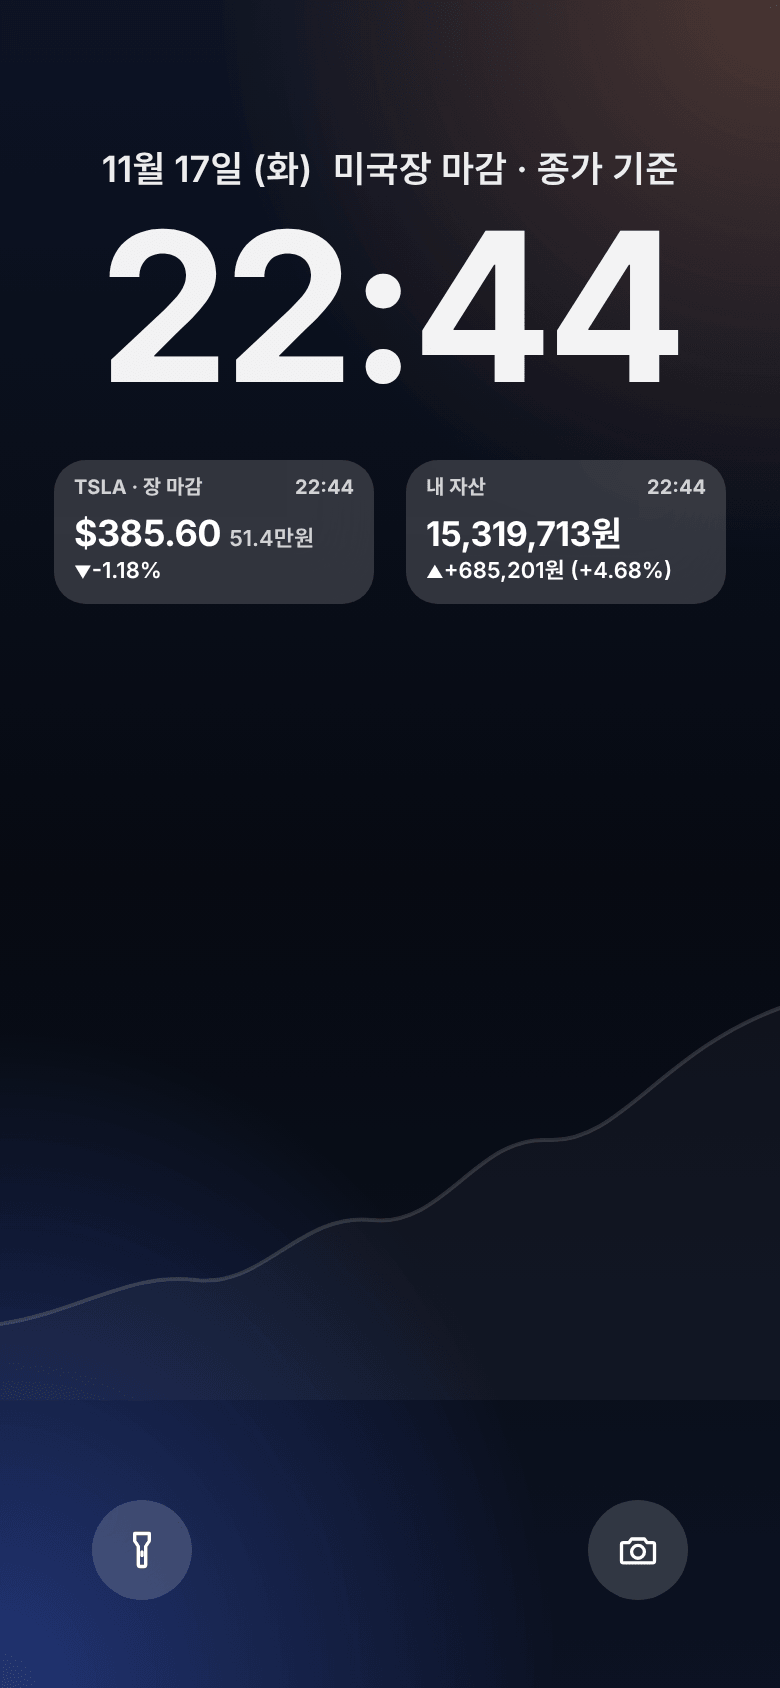 11월 17일 (화) 미국장 마감 · 종가 기준
22:44
TSLA · 장 마감 22:44
$385.60 51.4만원
▼-1.18%
내 자산 22:44
15,319,713원
▲+685,201원 (+4.68%)